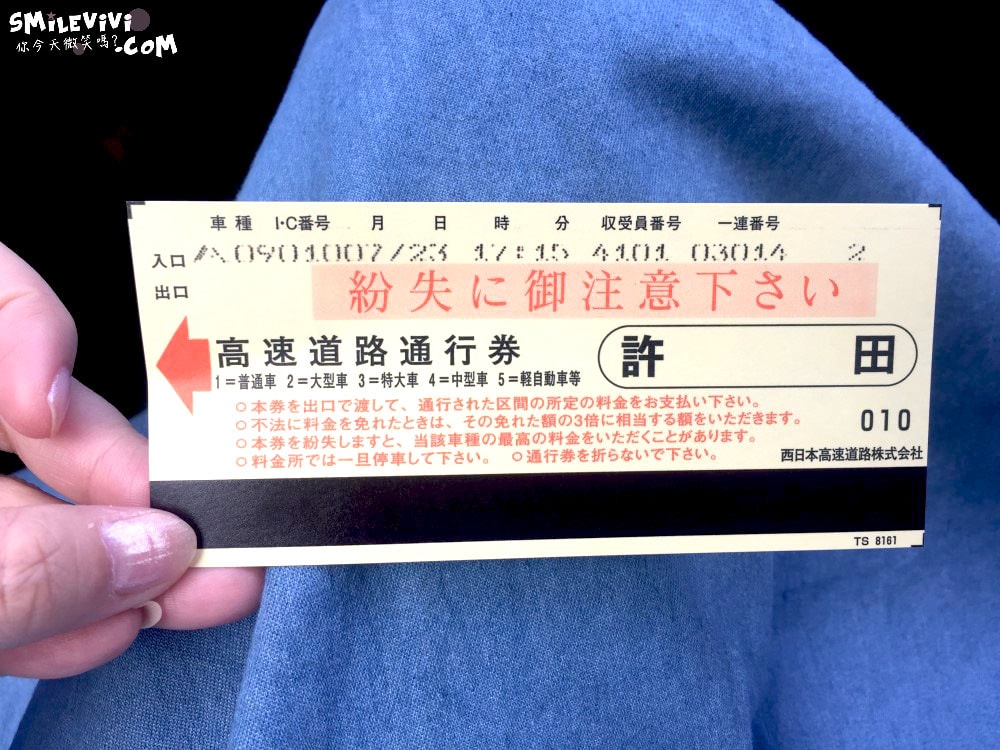 SMiLEViVi
你今天微笑嗎?.COM
車種 I・C番号 月 日 時 分 収受員番号 一連番号
入口 0901007/23 17:15 4101 03014 2
出口
紛失に御注意下さい
高速道路通行券
許田
1=普通車 2=大型車 3=特大車 4=中型車 5=軽自動車等
○本券を出口で渡して、通行された区間の所定の料金をお支払い下さい。
○不法に料金を免れたときは、その免れた額の3倍に相当する額をいただきます。
○本券を紛失しますと、当該車種の最高の料金をいただくことがあります。
○料金所では一旦停車して下さい。 ○通行券を折らないで下さい。
010
西日本高速道路株式会社
TS 8161